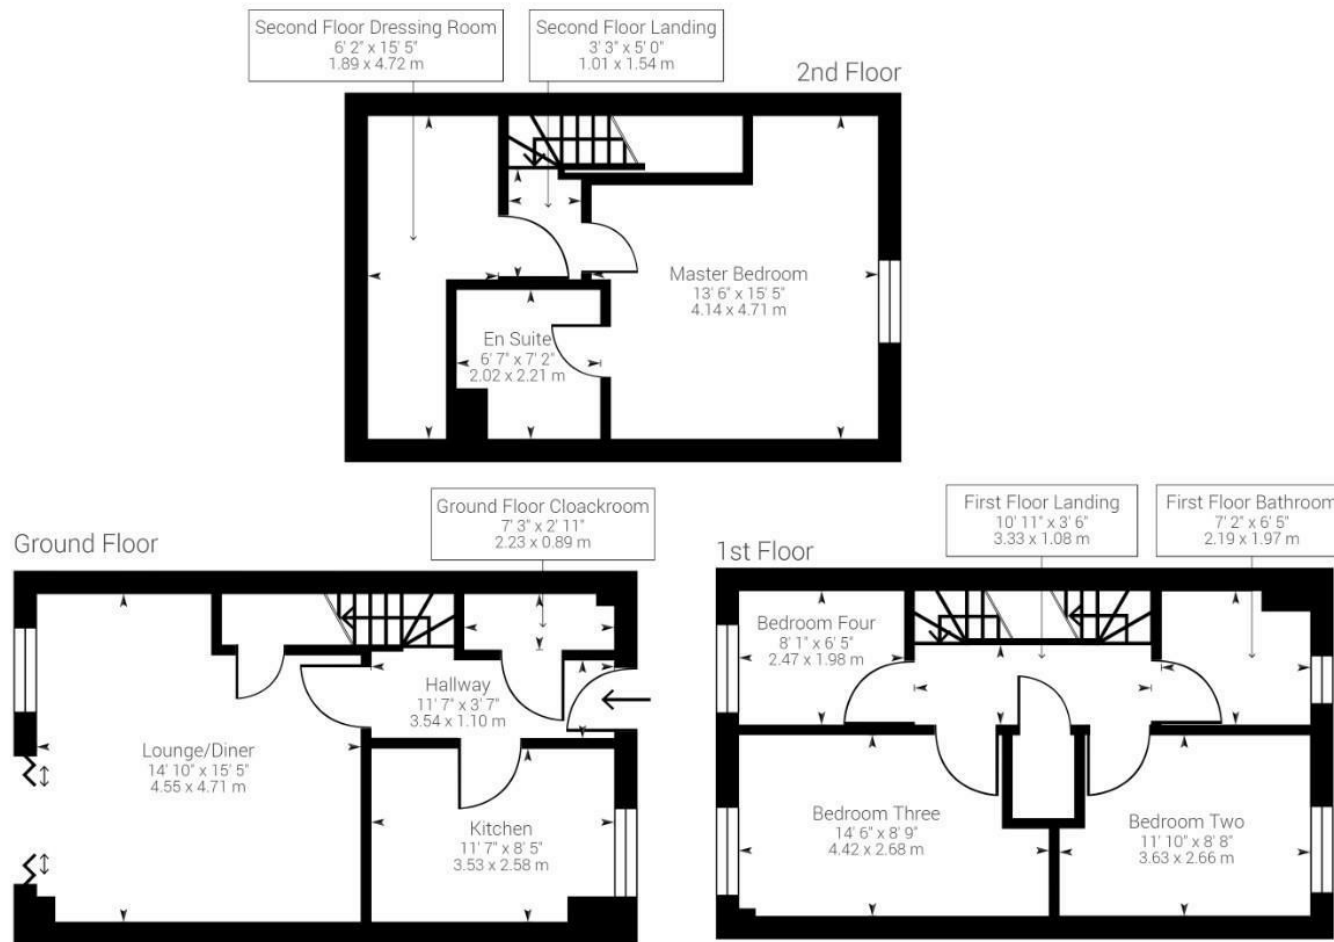 Second Floor Dressing Room
6' 2" x 15' 5"
1.89 x 4.72 m
Second Floor Landing
3' 3" x 5' 0"
1.01 x 1.54 m
2nd Floor
Master Bedroom
13' 6" x 15' 5"
4.14 x 4.71 m
En Suite
6' 7" x 7' 2"
2.02 x 2.21 m
Ground Floor
Ground Floor Cloackroom
7' 3" x 2' 11"
2.23 x 0.89 m
Hallway
11' 7" x 3' 7"
3.54 x 1.10 m
Lounge/Diner
14' 10" x 15' 5"
4.55 x 4.71 m
Kitchen
11' 7" x 8' 5"
3.53 x 2.58 m
1st Floor
First Floor Landing
10' 11" x 3' 6"
3.33 x 1.08 m
First Floor Bathroom
7' 2" x 6' 5"
2.19 x 1.97 m
Bedroom Four
8' 1" x 6' 5"
2.47 x 1.98 m
Bedroom Three
14' 6" x 8' 9"
4.42 x 2.68 m
Bedroom Two
11' 10" x 8' 8"
3.63 x 2.66 m